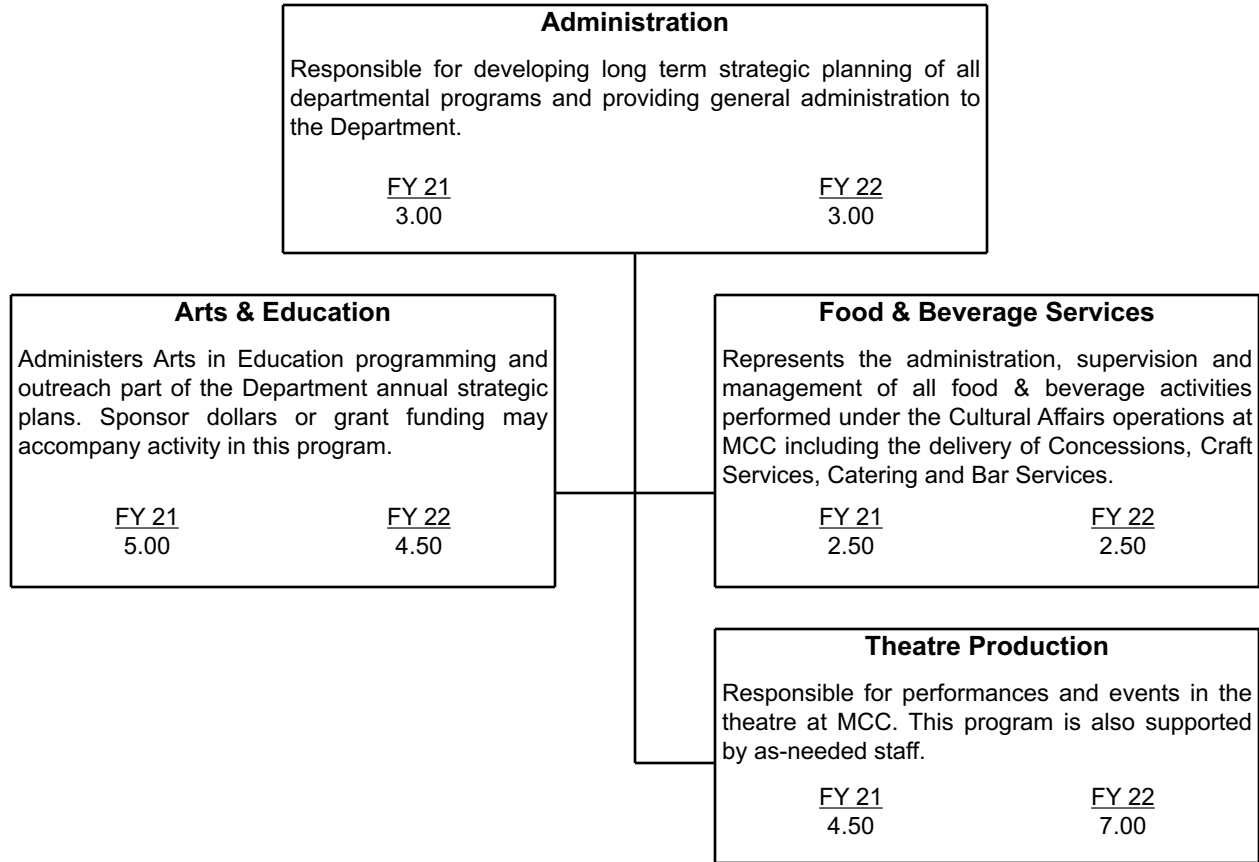 Administration
Responsible for developing long term strategic planning of all
departmental programs and providing general administration to
the Department.
FY 21 FY 22
3.00 3.00
Arts & Education
Administers Arts in Education programming and
outreach part of the Department annual strategic
plans. Sponsor dollars or grant funding may
accompany activity in this program.
FY 21 FY 22
5.00 4.50
Food & Beverage Services
Represents the administration, supervision and
management of all food & beverage activities
performed under the Cultural Affairs operations at
MCC including the delivery of Concessions, Craft
Services, Catering and Bar Services.
FY 21 FY 22
2.50 2.50
Theatre Production
Responsible for performances and events in the
theatre at MCC. This program is also supported
by as-needed staff.
FY 21 FY 22
4.50 7.00